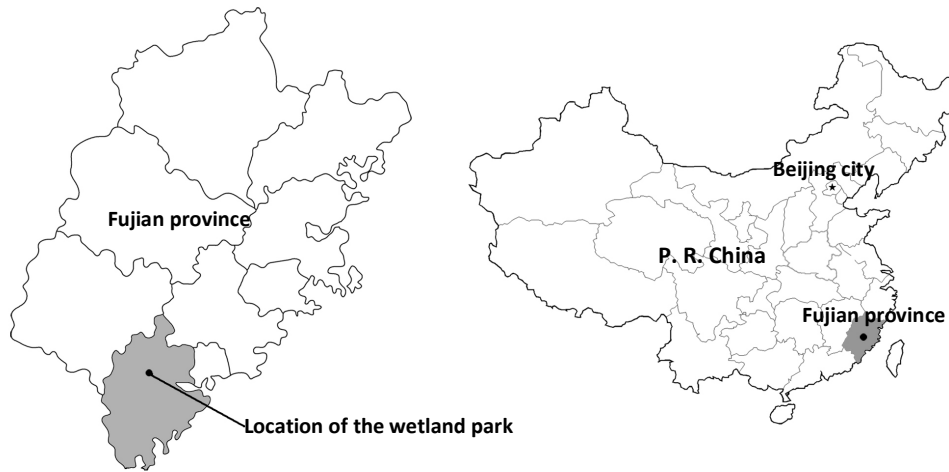 Fujian province
Location of the wetland park
Beijing city
P. R. China
Fujian province